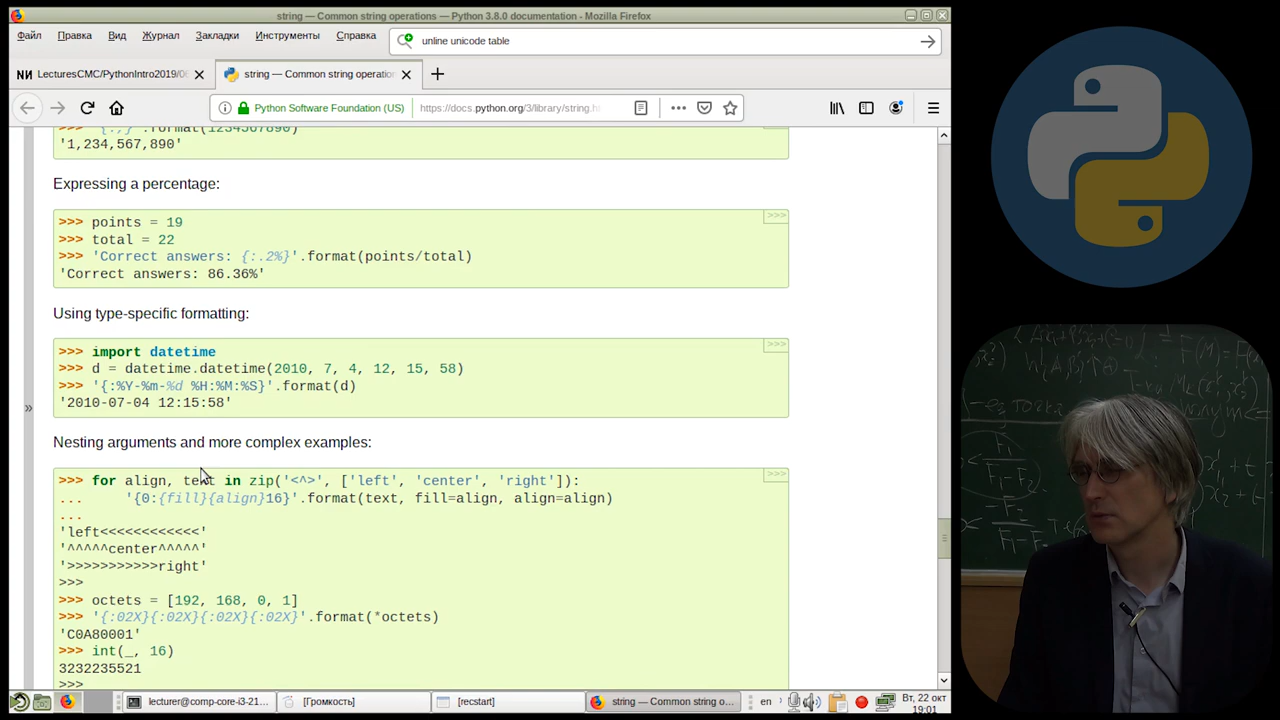 string — Common string operations — Python 3.8.0 documentation - Mozilla Firefox
Файл Правка Вид Журнал Закладки Инструменты Справка
unline unicode table
LecturesCMC/PythonIntro2019/0
string — Common string operation
Python Software Foundation (US) https://docs.python.org/3/library/string.h
>>> '{:,}'.format(1234567890)
'1,234,567,890'
Expressing a percentage:
>>>
>>> points = 19
>>> total = 22
>>> 'Correct answers: {:.2%}'.format(points/total)
'Correct answers: 86.36%'
Using type-specific formatting:
>>>
>>> import datetime
>>> d = datetime.datetime(2010, 7, 4, 12, 15, 58)
>>> '{:%Y-%m-%d %H:%M:%S}'.format(d)
'2010-07-04 12:15:58'
»
Nesting arguments and more complex examples:
>>>
>>> for align, text in zip('<^>', ['left', 'center', 'right']):
... '{0:{fill}{align}16}'.format(text, fill=align, align=align)
...
'left<<<<<<<<<<<<'
'^^^^^center^^^^^'
'>>>>>>>>>>>right'
>>>
>>> octets = [192, 168, 0, 1]
>>> '{:02X}{:02X}{:02X}{:02X}'.format(*octets)
'C0A80001'
>>> int(_, 16)
3232235521
>>>
lecturer@comp-core-i3-21...
[Громкость]
[recstart]
string — Common string o...
en
Вт, 22 окт
19:01